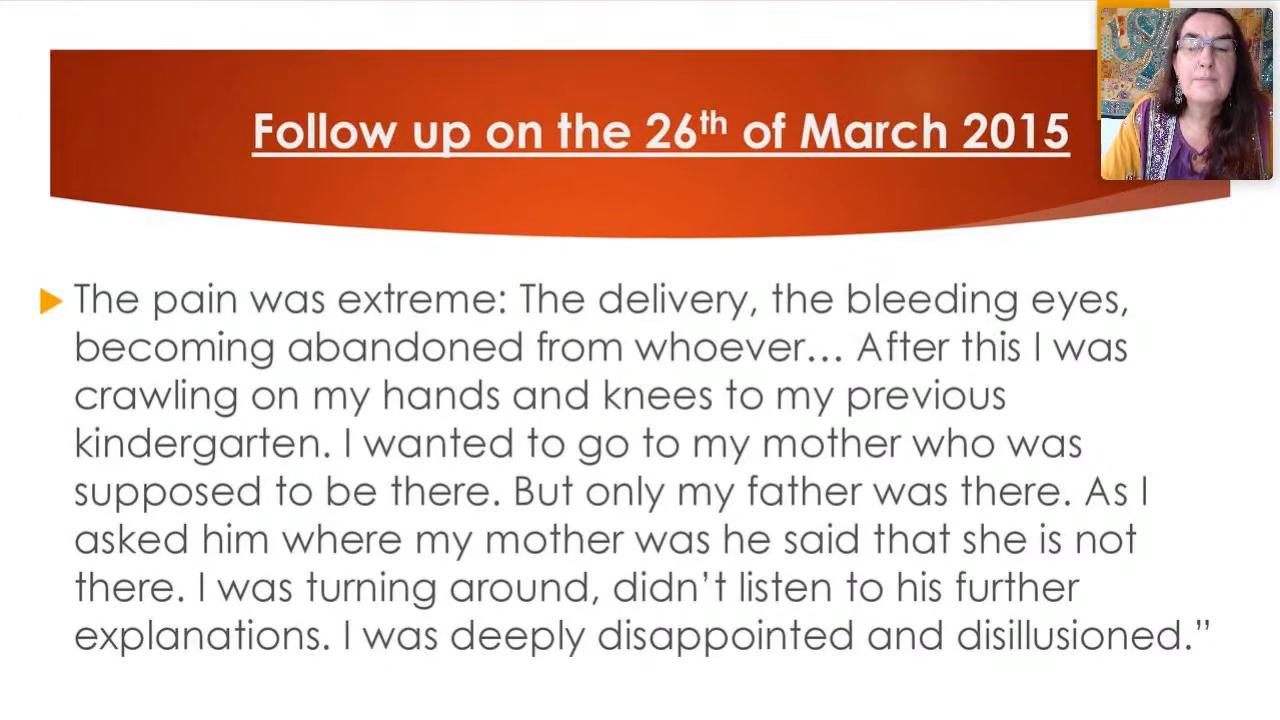 Follow up on the 26th of March 2015
The pain was extreme: The delivery, the bleeding eyes,
becoming abandoned from whoever... After this I was
crawling on my hands and knees to my previous
kindergarten. I wanted to go to my mother who was
supposed to be there. But only my father was there. As I
asked him where my mother was he said that she is not
there. I was turning around, didn’t listen to his further
explanations. I was deeply disappointed and disillusioned.”